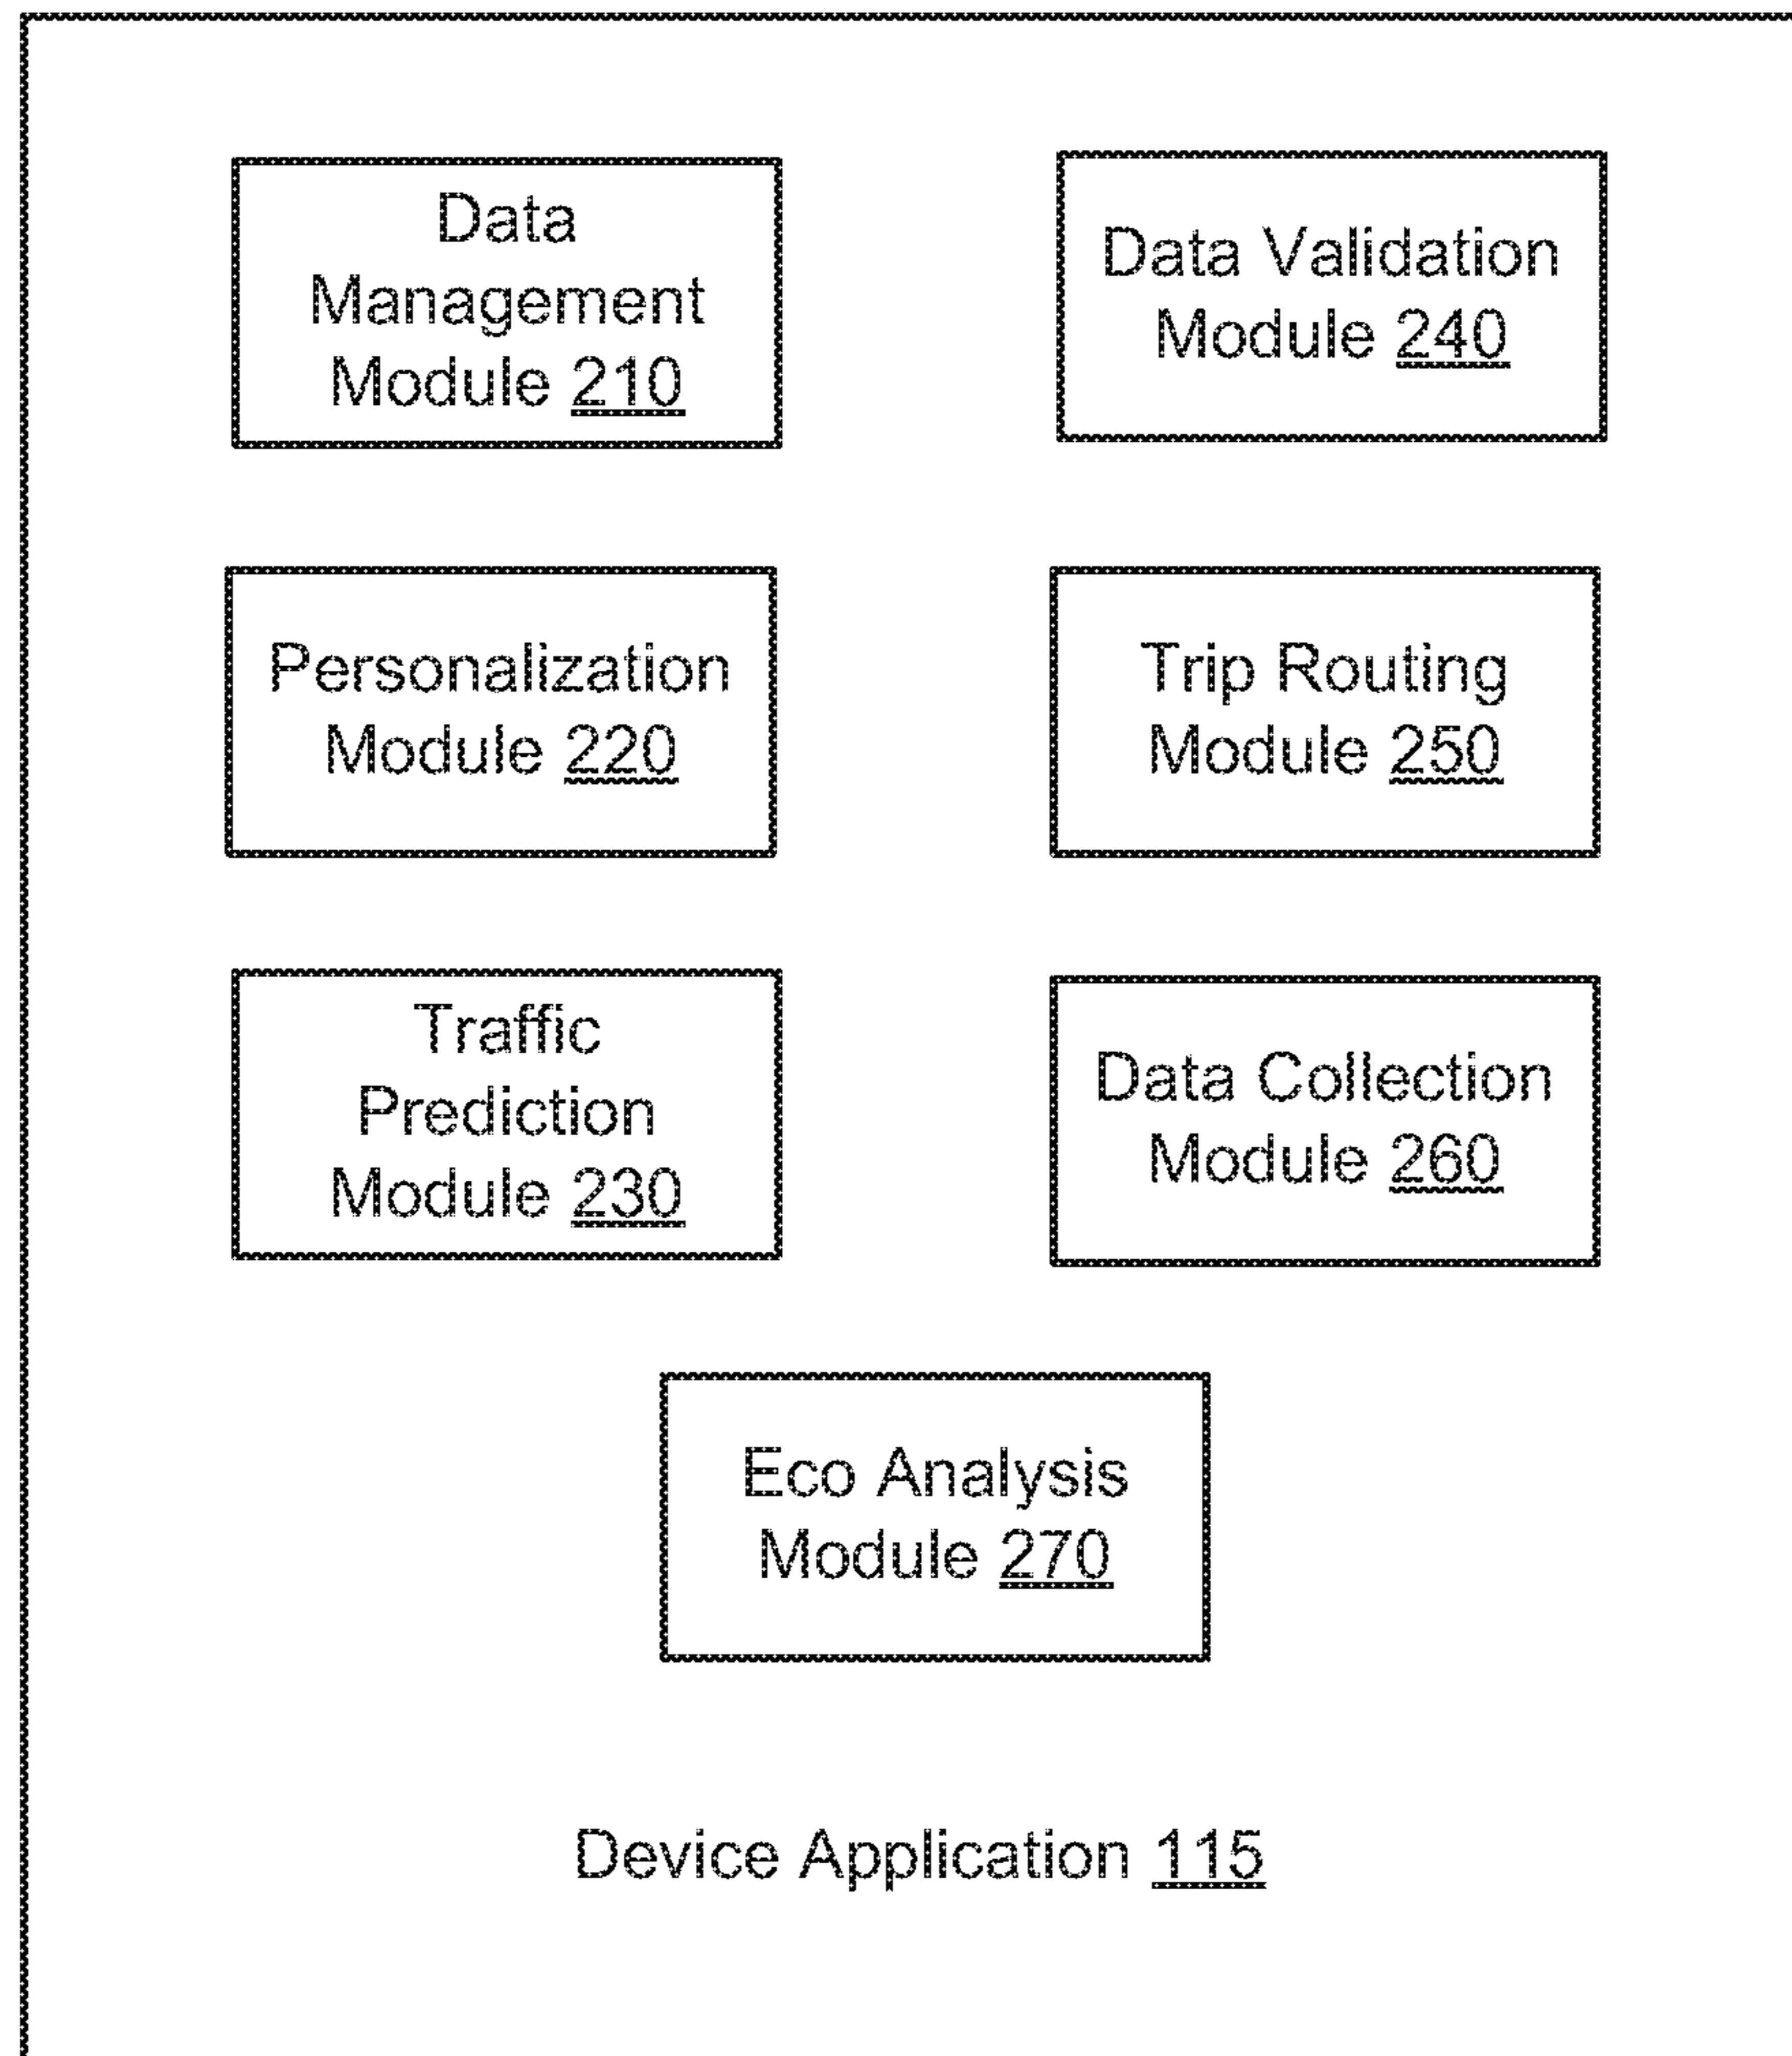 Data
Management
Module 210
Data Validation
Module 240
Personalization
Module 220
Trip Routing
Module 250
Traffic
Prediction
Module 230
Data Collection
Module 260
Eco Analysis
Module 270
Device Application 115